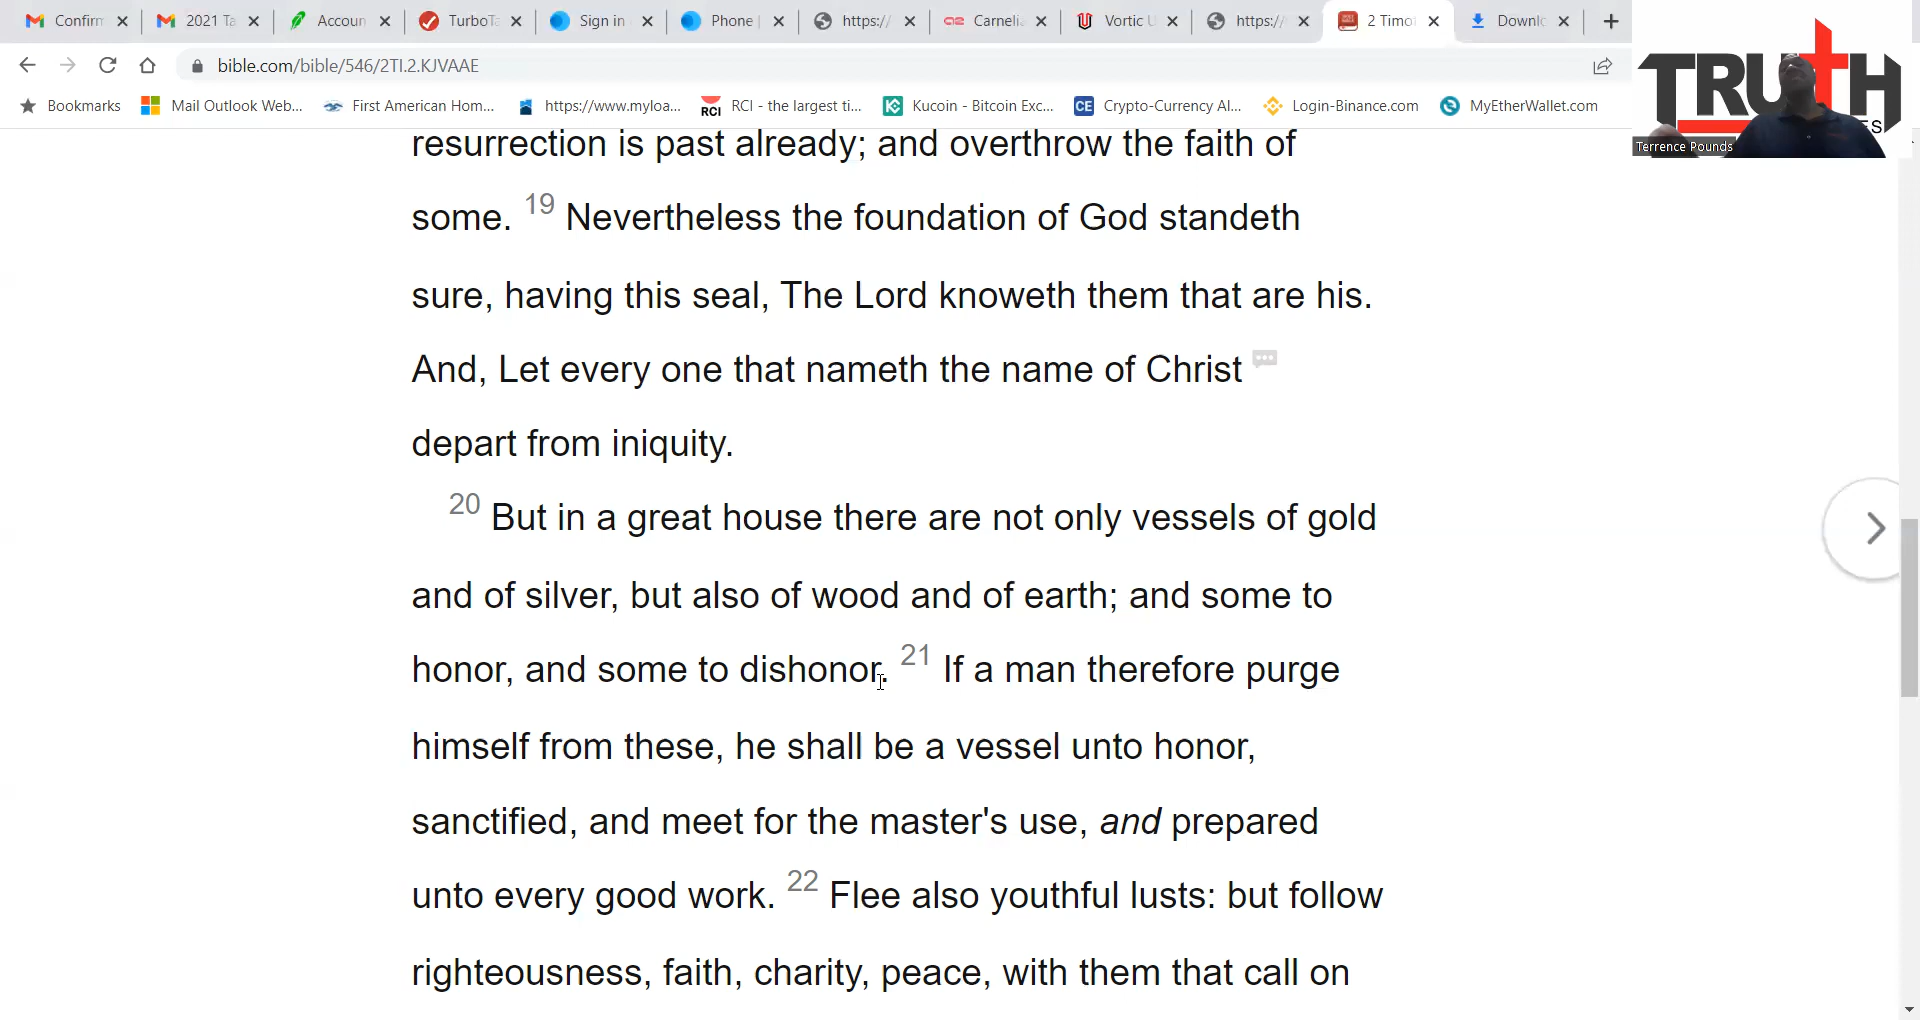 Confirm
2021 Ta
Accoun
TurboTa
Sign in
Phone
https:/
Carnelia
Vortic U
https:/
2 Timot
Downlo
bible.com/bible/546/2TI.2.KJVAAE
Bookmarks
Mail Outlook Web...
First American Hom...
https://www.myloa...
RCI
RCI - the largest ti...
Kucoin - Bitcoin Exc...
CE
Crypto-Currency Al...
Login-Binance.com
MyEtherWallet.com
TRUTH
Terrence Pounds
resurrection is past already; and overthrow the faith of
some. 19 Nevertheless the foundation of God standeth
sure, having this seal, The Lord knoweth them that are his.
And, Let every one that nameth the name of Christ
depart from iniquity.
20 But in a great house there are not only vessels of gold
and of silver, but also of wood and of earth; and some to
honor, and some to dishonor. 21 If a man therefore purge
himself from these, he shall be a vessel unto honor,
sanctified, and meet for the master's use, and prepared
unto every good work. 22 Flee also youthful lusts: but follow
righteousness, faith, charity, peace, with them that call on